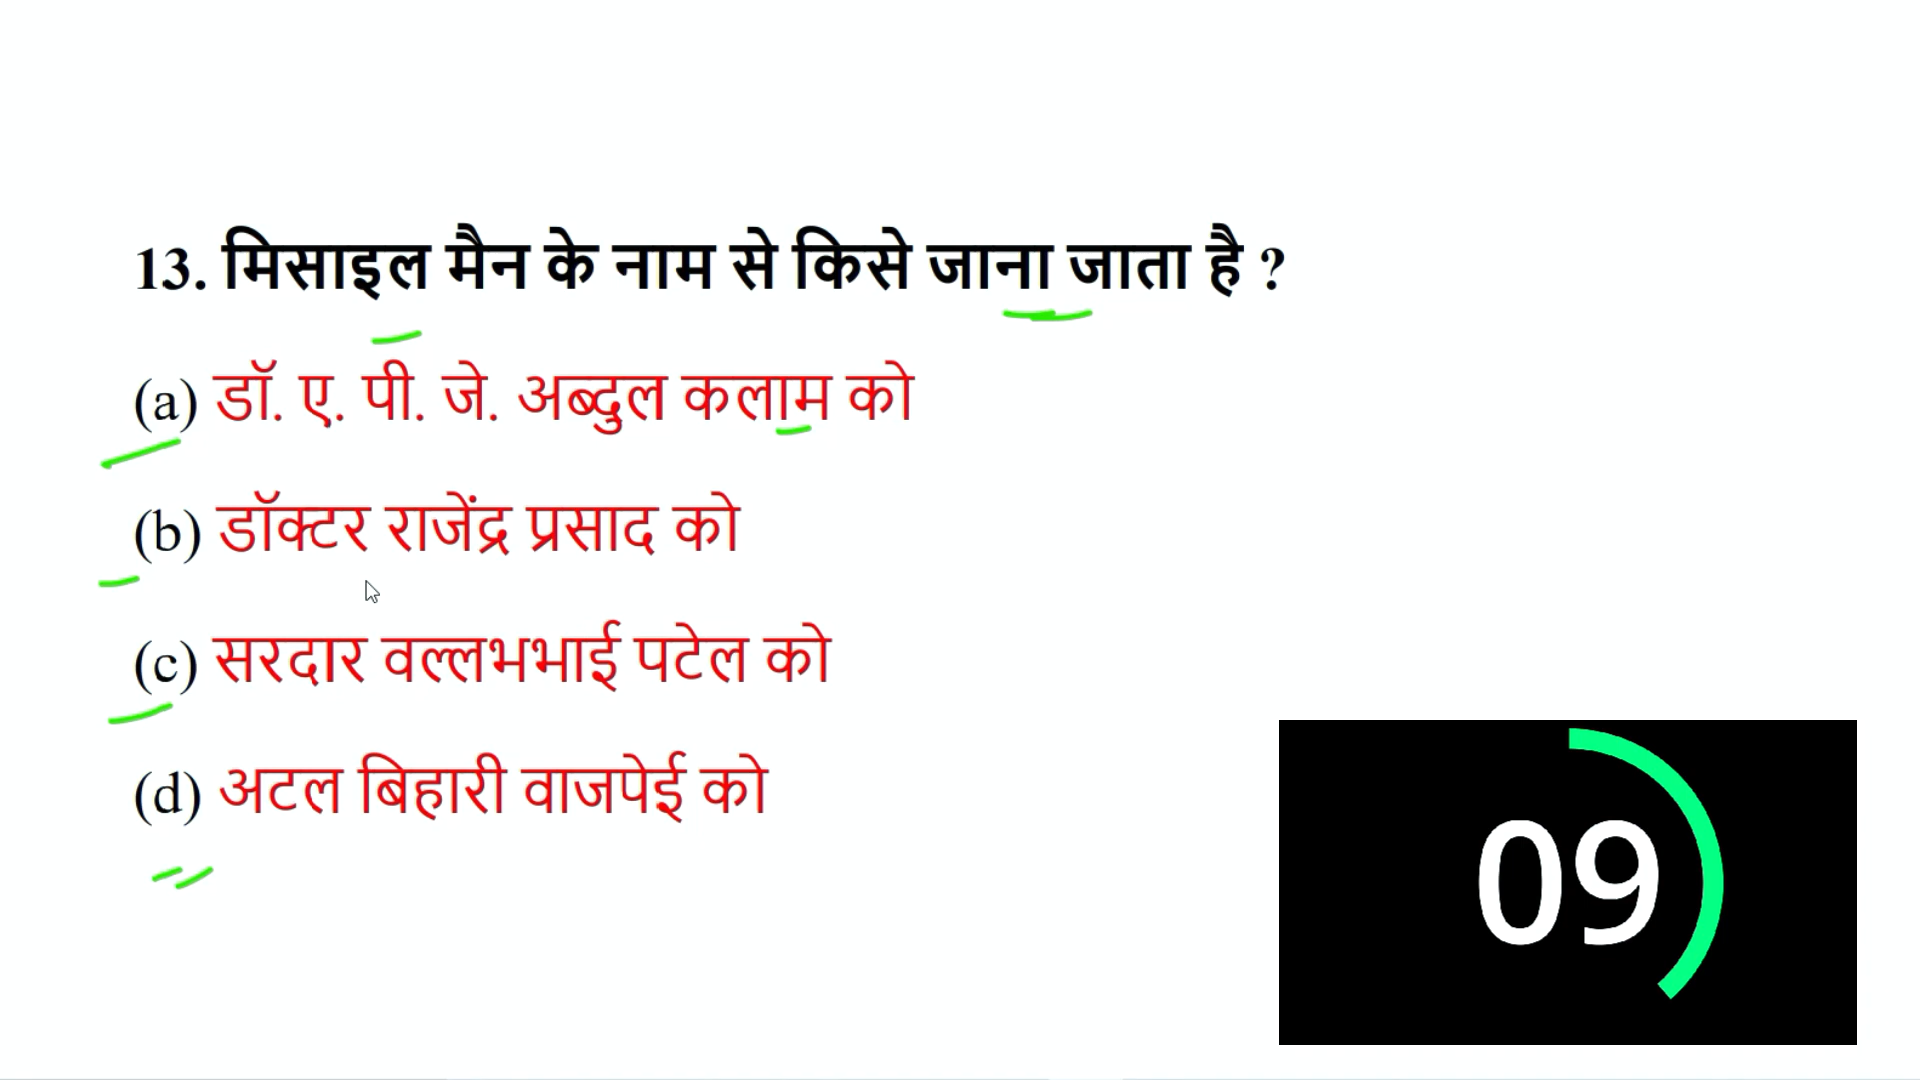 13. मिसाइल मैन के नाम से किसे जाना जाता है ?
(a) डॉ. ए. पी. जे. अब्दुल कलाम को
(b) डॉक्टर राजेंद्र प्रसाद को
(c) सरदार वल्लभभाई पटेल को
(d) अटल बिहारी वाजपेई को
09